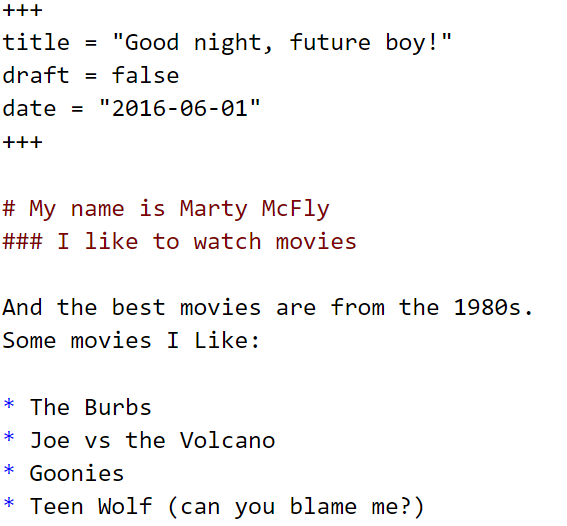 +++
title = "Good night, future boy!"
draft = false
date = "2016-06-01"
+++
# My name is Marty McFly
### I like to watch movies
And the best movies are from the 1980s.
Some movies I Like:
* The Burbs
* Joe vs the Volcano
* Goonies
* Teen Wolf (can you blame me?)